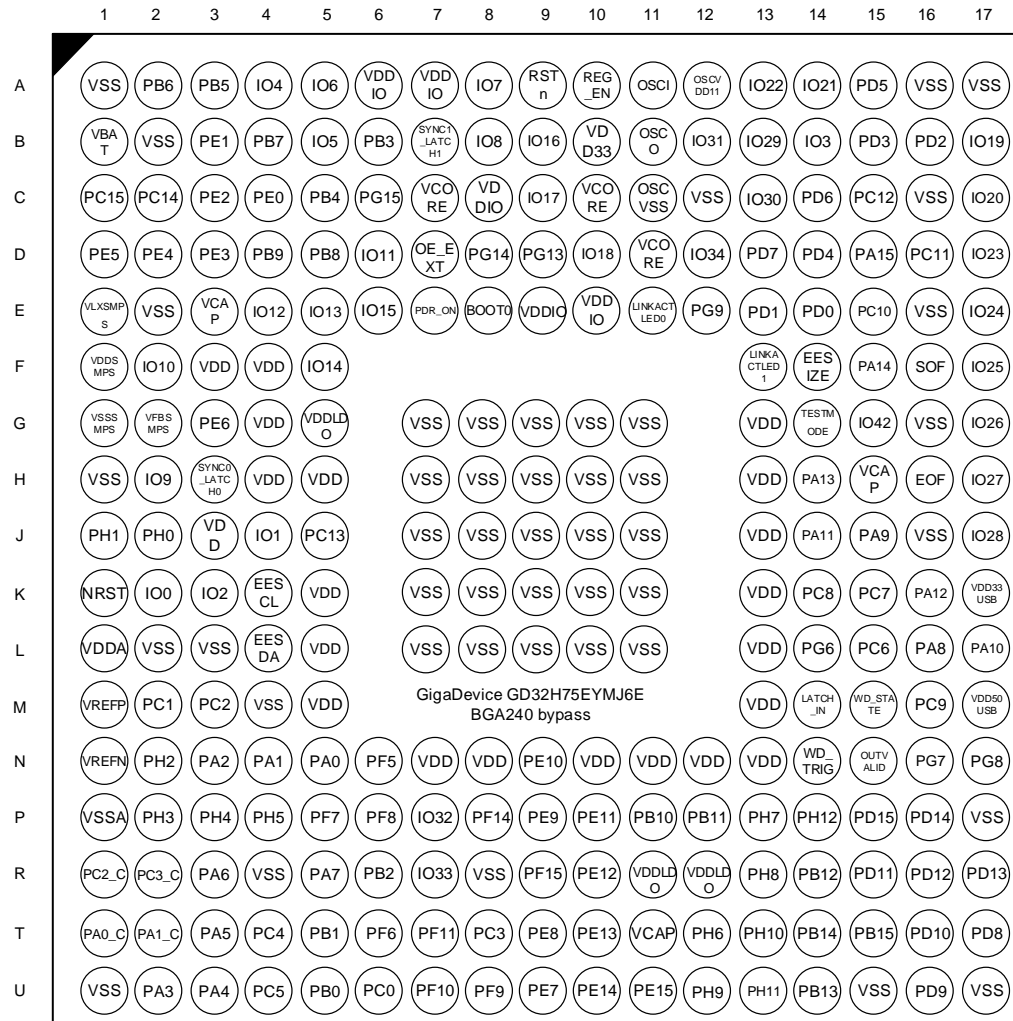 1 2 3 4 5 6 7 8 9 10 11 12 13 14 15 16 17
A VSS PB6 PB5 IO4 IO6 VDDIO VDDIO IO7 RSTn REG_EN OSCI OSCVDD11 IO22 IO21 PD5 VSS VSS
B VBAT VSS PE1 PB7 IO5 PB3 SYNC1_LATCH1 IO8 IO16 VDD33 OSCO IO31 IO29 IO3 PD3 PD2 IO19
C PC15 PC14 PE2 PE0 PB4 PG15 VCORE VDDIO IO17 VCORE OSCVSS VSS IO30 PD6 PC12 VSS IO20
D PE5 PE4 PE3 PB9 PB8 IO11 OE_EXT PG14 PG13 IO18 VCORE IO34 PD7 PD4 PA15 PC11 IO23
E VLXSMPS VSS VCAP IO12 IO13 IO15 PDR_ON BOOT0 VDDIO VDDIO LINKACTLED0 PG9 PD1 PD0 PC10 VSS IO24
F VDDSMPS IO10 VDD VDD IO14 LINKACTLED1 EESIZE PA14 SOF IO25
G VSSSMPS VFBSMPS PE6 VDD VDDLDO VSS VSS VSS VSS VSS VDD TESTMODE IO42 VSS IO26
H VSS IO9 SYNC0_LATCH0 VDD VDD VSS VSS VSS VSS VSS VDD PA13 VCAP EOF IO27
J PH1 PH0 VDD IO1 PC13 VSS VSS VSS VSS VSS VDD PA11 PA9 VSS IO28
K NRST IO0 IO2 EESCL VDD VSS VSS VSS VSS VSS VDD PC8 PC7 PA12 VDD33USB
L VDDA VSS VSS EESDA VDD VSS VSS VSS VSS VSS VDD PG6 PC6 PA8 PA10
M VREFP PC1 PC2 VSS VDD GigaDevice GD32H75EYMJ6E VDD LATCH_IN WD_STATE PC9 VDD50USB
BGA240 bypass
N VREFN PH2 PA2 PA1 PA0 PF5 VDD VDD PE10 VDD VDD VDD VDD WD_TRIG OUTVALID PG7 PG8
P VSSA PH3 PH4 PH5 PF7 PF8 IO32 PF14 PE9 PE11 PB10 PB11 PH7 PH12 PD15 PD14 VSS
R PC2_C PC3_C PA6 VSS PA7 PB2 IO33 VSS PF15 PE12 VDDLDO VDDLDO PH8 PB12 PD11 PD12 PD13
T PA0_C PA1_C PA5 PC4 PB1 PF6 PF11 PC3 PE8 PE13 VCAP PH6 PH10 PB14 PB15 PD10 PD8
U VSS PA3 PA4 PC5 PB0 PC0 PF10 PF9 PE7 PE14 PE15 PH9 PH11 PB13 VSS PD9 VSS